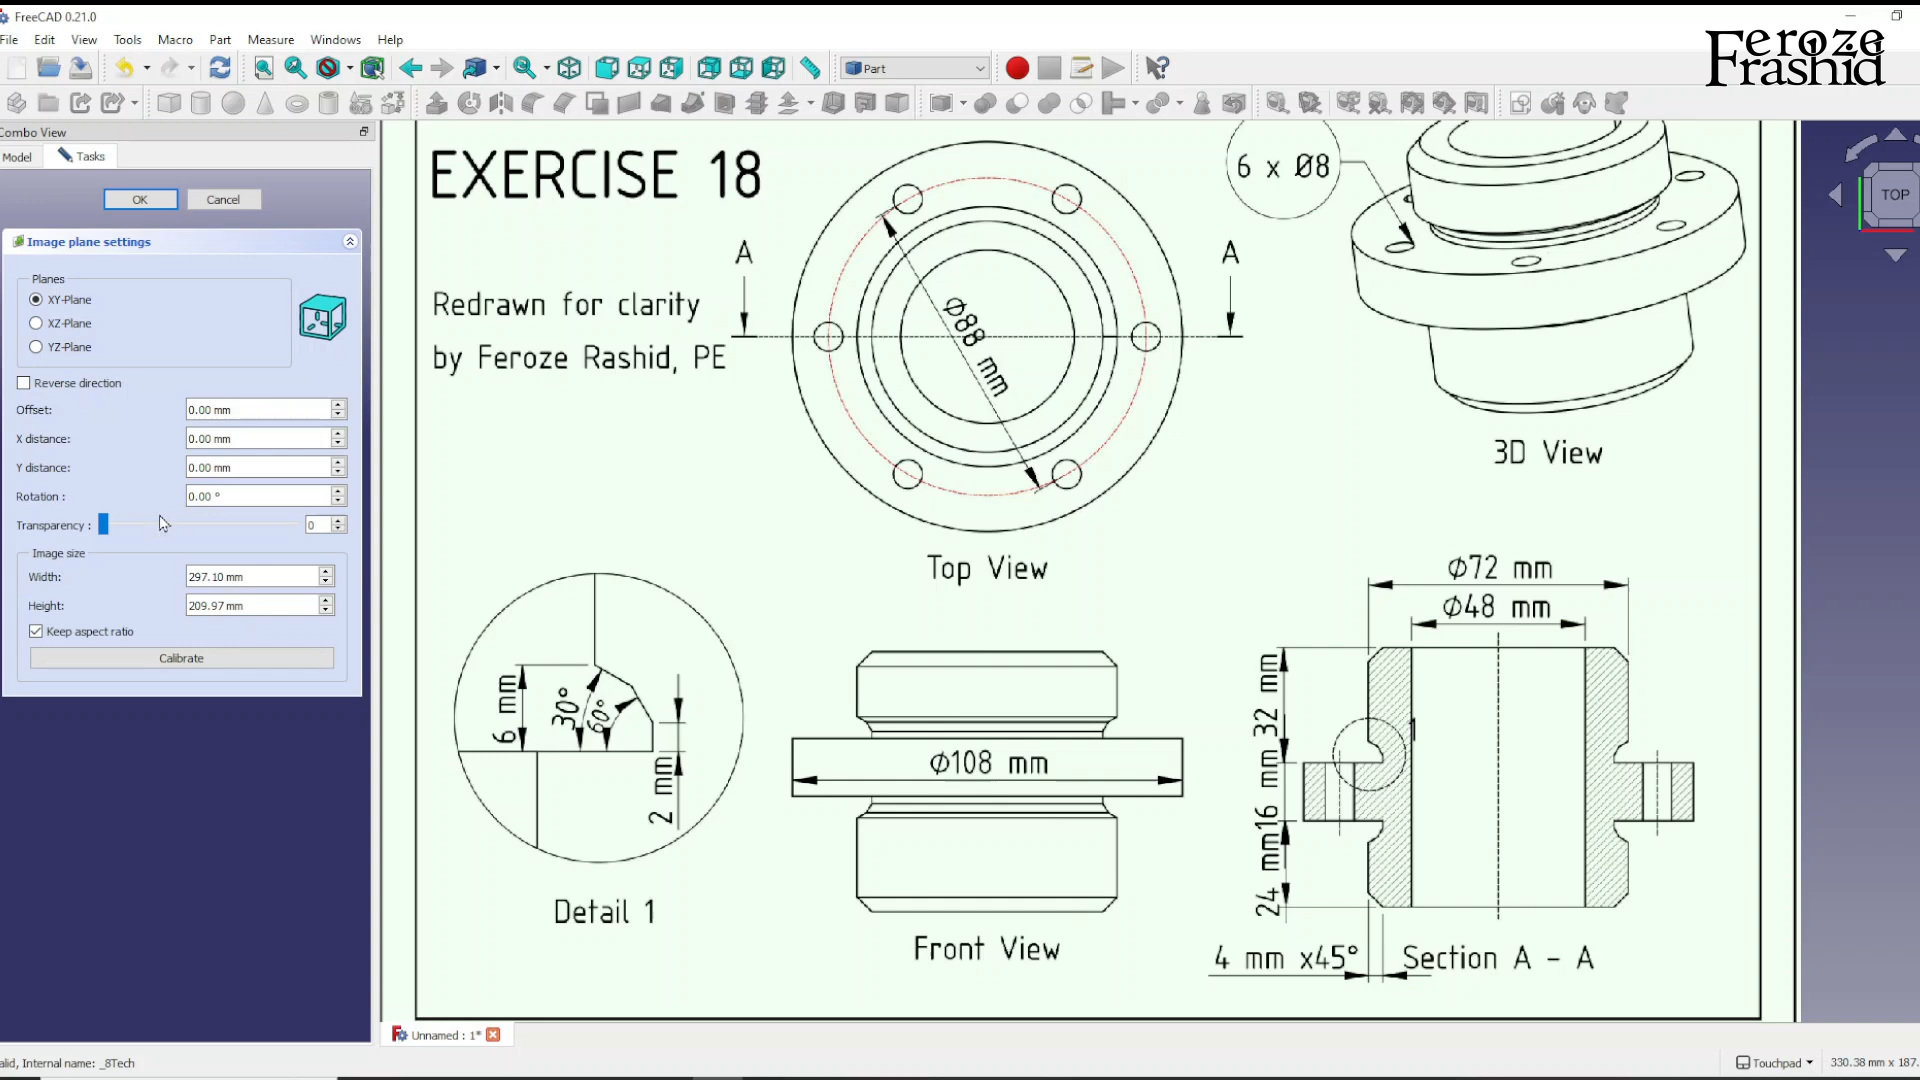 FreeCAD 0.21.0
File Edit View Tools Macro Part Measure Windows Help
Feroze
Frashid
Part
Combo View
Model Tasks
OK Cancel
Image plane settings
Planes
XY-Plane
XZ-Plane
YZ-Plane
Reverse direction
Offset: 0.00 mm
X distance: 0.00 mm
Y distance: 0.00 mm
Rotation : 0.00 °
Transparency : 0
Image size
Width: 297.10 mm
Height: 209.97 mm
Keep aspect ratio
Calibrate
EXERCISE 18
Redrawn for clarity
by Feroze Rashid, PE
A
A
Ø88 mm
Top View
6 x Ø8
3D View
TOP
6 mm
30°
60°
2 mm
Detail 1
Ø108 mm
Front View
Ø72 mm
Ø48 mm
32 mm
16 mm
24 mm
1
4 mm x45°
Section A - A
Unnamed : 1*
alid, Internal name: _8Tech
Touchpad
330.38 mm x 187.